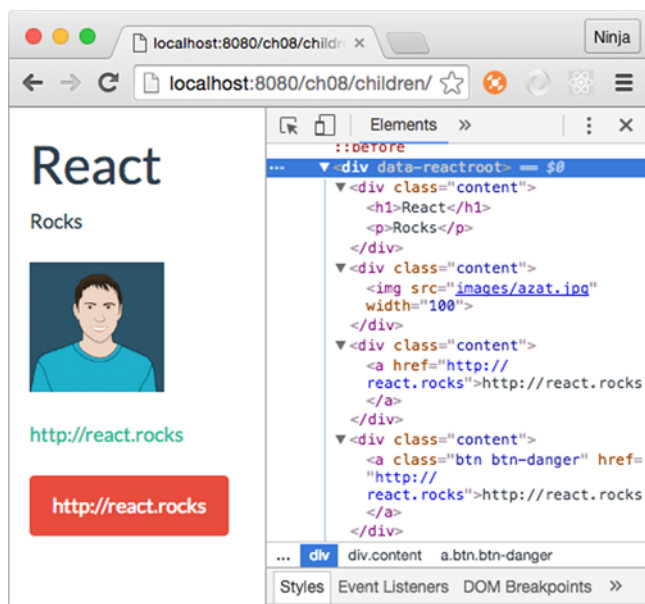 localhost:8080/ch08/childr
Ninja
localhost:8080/ch08/children/
React
Rocks
http://react.rocks
http://react.rocks
Elements »
::before
... ▼<div data-reactroot> == $0
▼<div class="content">
<h1>React</h1>
<p>Rocks</p>
</div>
▼<div class="content">
<img src="images/azat.jpg"
width="100">
</div>
▼<div class="content">
<a href="http://
react.rocks">http://react.rocks
</a>
</div>
▼<div class="content">
<a class="btn btn-danger" href=
"http://
react.rocks">http://react.rocks
</a>
</div>
... div div.content a.btn.btn-danger
Styles Event Listeners DOM Breakpoints »